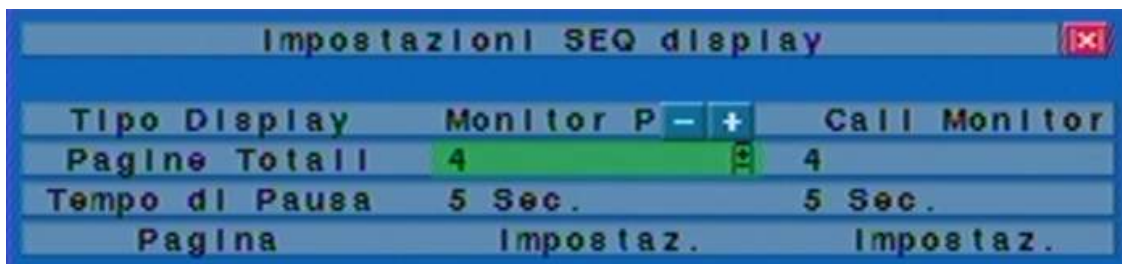 Impostazioni SEQ display
Tipo Display Monitor P - + Call Monitor
Pagine Totali 4 4
Tempo di Pausa 5 Sec. 5 Sec.
Pagina Impostaz. Impostaz.